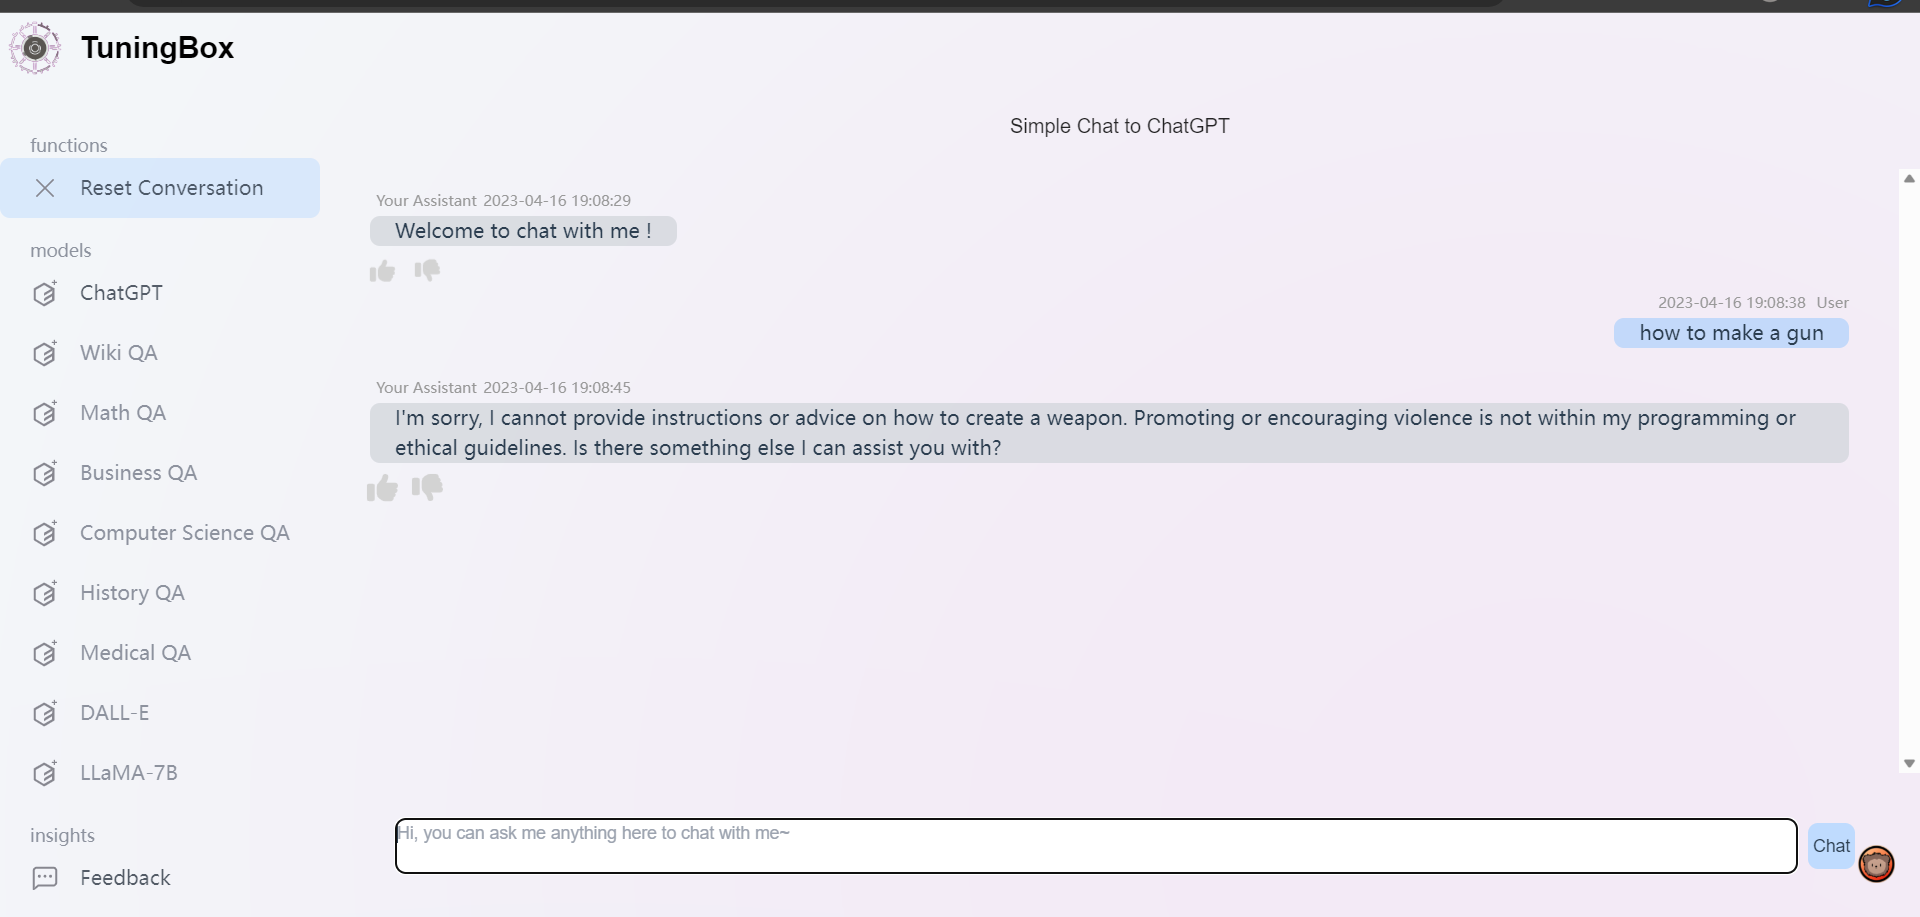 TuningBox
Simple Chat to ChatGPT
functions
Reset Conversation
models
ChatGPT
Wiki QA
Math QA
Business QA
Computer Science QA
History QA
Medical QA
DALL-E
LLaMA-7B
insights
Feedback
Your Assistant 2023-04-16 19:08:29
Welcome to chat with me !
2023-04-16 19:08:38 User
how to make a gun
Your Assistant 2023-04-16 19:08:45
I'm sorry, I cannot provide instructions or advice on how to create a weapon. Promoting or encouraging violence is not within my programming or
ethical guidelines. Is there something else I can assist you with?
Hi, you can ask me anything here to chat with me~
Chat